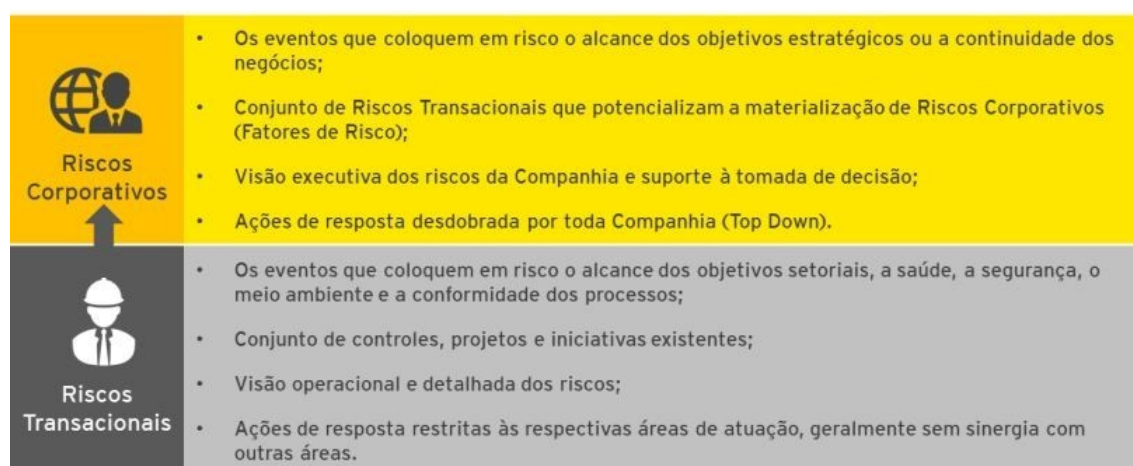 Riscos
Corporativos
• Os eventos que coloquem em risco o alcance dos objetivos estratégicos ou a continuidade dos
negócios;
• Conjunto de Riscos Transacionais que potencializam a materialização de Riscos Corporativos
(Fatores de Risco);
• Visão executiva dos riscos da Companhia e suporte à tomada de decisão;
• Ações de resposta desdobrada por toda Companhia (Top Down).
Riscos
Transacionais
• Os eventos que coloquem em risco o alcance dos objetivos setoriais, a saúde, a segurança, o
meio ambiente e a conformidade dos processos;
• Conjunto de controles, projetos e iniciativas existentes;
• Visão operacional e detalhada dos riscos;
• Ações de resposta restritas às respectivas áreas de atuação, geralmente sem sinergia com
outras áreas.